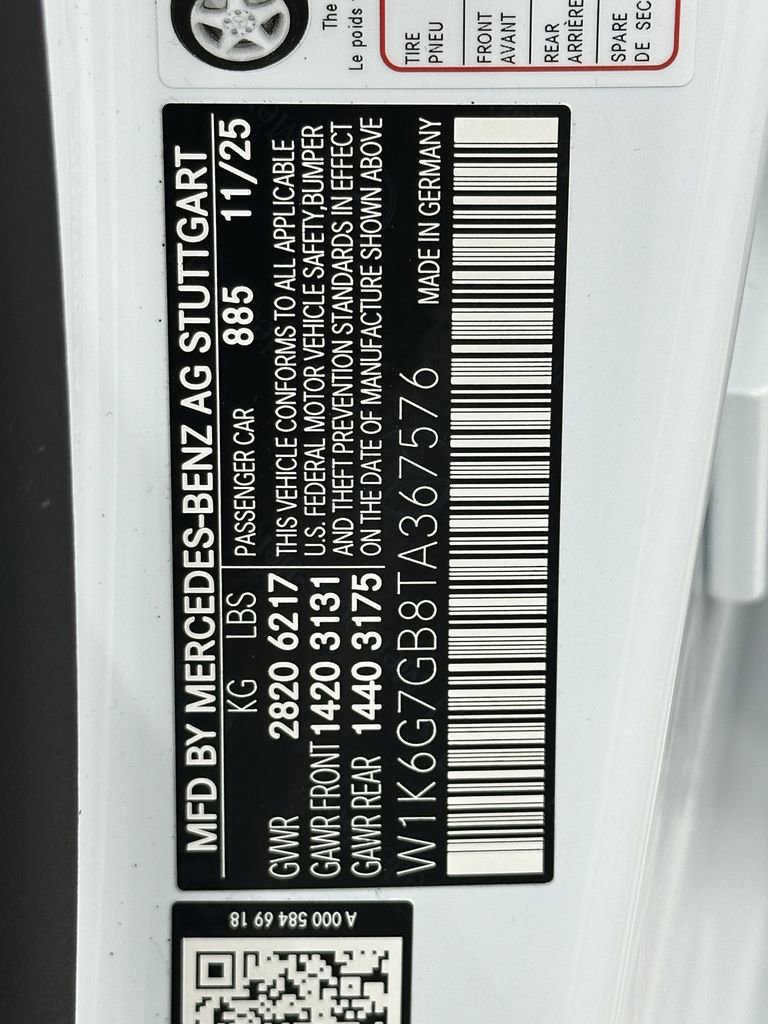 MFD BY MERCEDES-BENZ AG STUTTGART
KG LBS PASSENGER CAR 885 11/25
GVWR 2820 6217
GAWR FRONT 1420 3131
GAWR REAR 1440 3175
THIS VEHICLE CONFORMS TO ALL APPLICABLE
U.S. FEDERAL MOTOR VEHICLE SAFETY,BUMPER
AND THEFT PREVENTION STANDARDS IN EFFECT
ON THE DATE OF MANUFACTURE SHOWN ABOVE
W1K6G7GB8TA367576 MADE IN GERMANY
The
Le poids
TIRE
PNEU
FRONT
AVANT
REAR
ARRIÈRE
SPARE
DE SEC
A 000 584 69 18